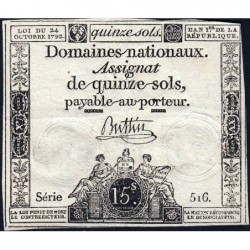 LOI DU 24 OCTOBRE 1792.
quinze sols.
L'AN 1er DE LA RÉPUBLIQUE.
Domaines nationaux.
Assignat
de quinze sols,
payable au porteur.
Buttin
Série 516.
15 S
LA LOI PUNIT DE MORT LE CONTREFACTEUR.
LA NATION RÉCOMPENSE LE DÉNONCIATEUR.